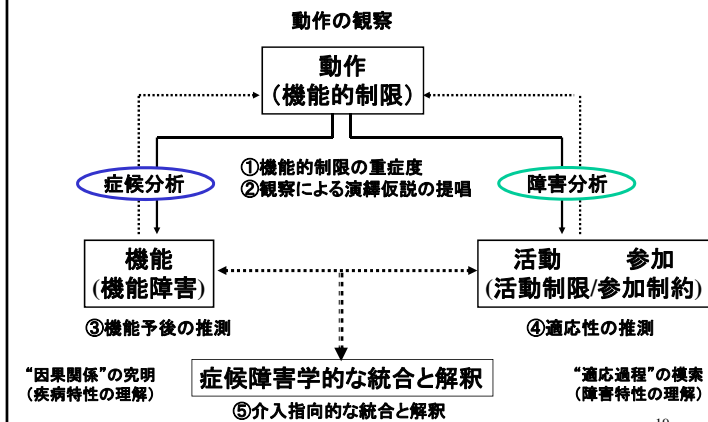 動作の観察
動作
（機能的制限）
①機能的制限の重症度
②観察による演繹仮説の提唱
症候分析
障害分析
機能
(機能障害)
活動　　参加
(活動制限/参加制約)
③機能予後の推測
④適応性の推測
“因果関係”の究明
（疾病特性の理解）
症候障害学的な統合と解釈
“適応過程”の模索
（障害特性の理解）
⑤介入指向的な統合と解釈